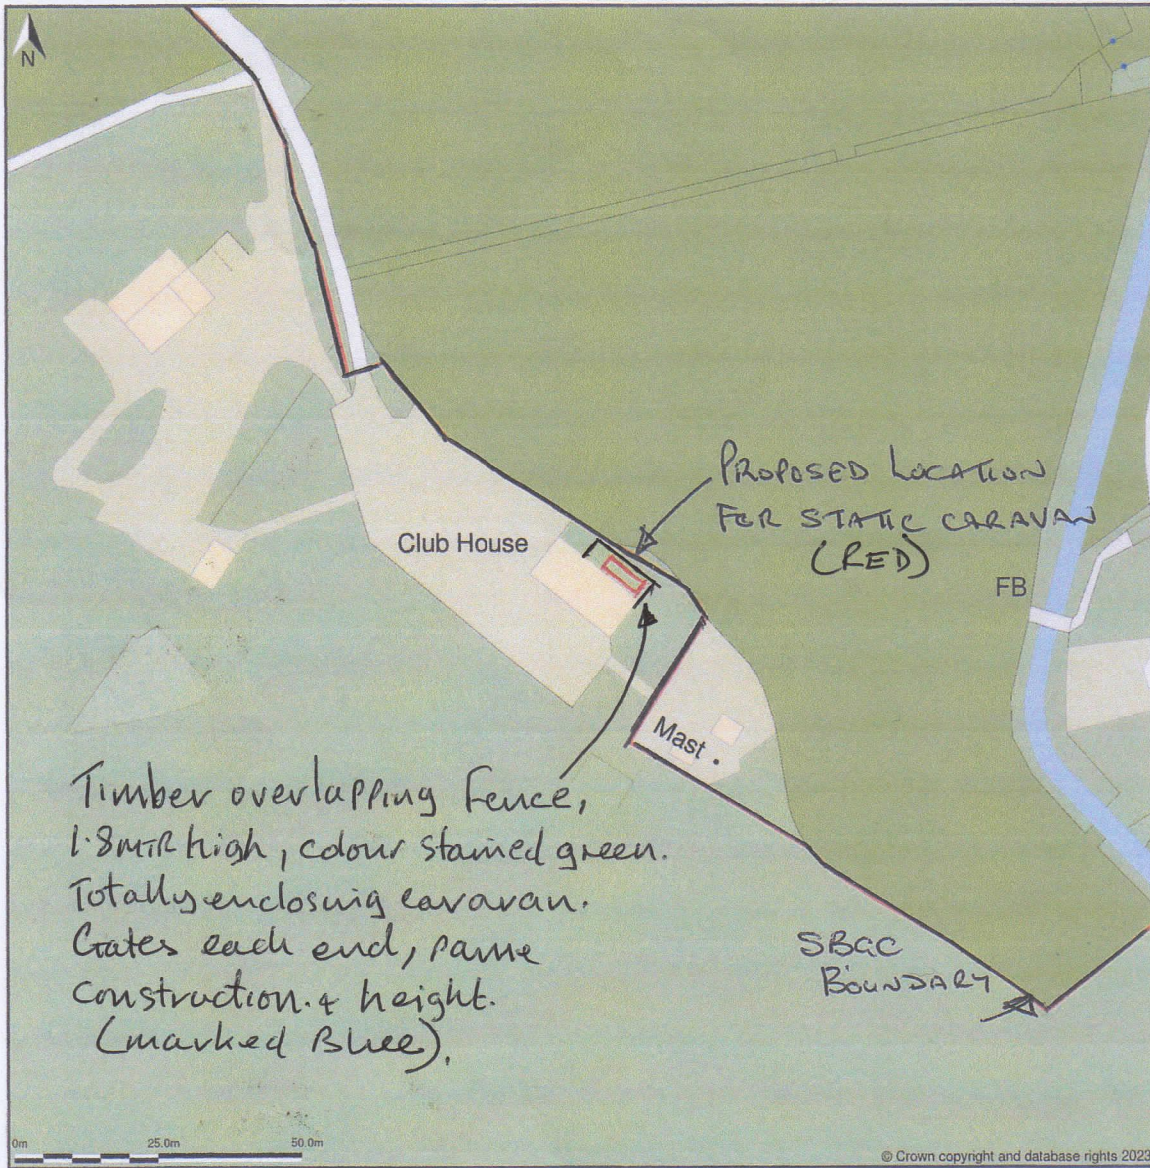 N
PROPOSED LOCATION
FOR STATIC CARAVAN
(RED)
Club House
FB
Mast
Timber overlapping Fence,
1.8MTR high, colour stained green.
Totally enclosing caravan.
Gates each end, same
construction. & height.
(marked Blue).
SBGC
BOUNDARY
0m 25.0m 50.0m
© Crown copyright and database rights 2023